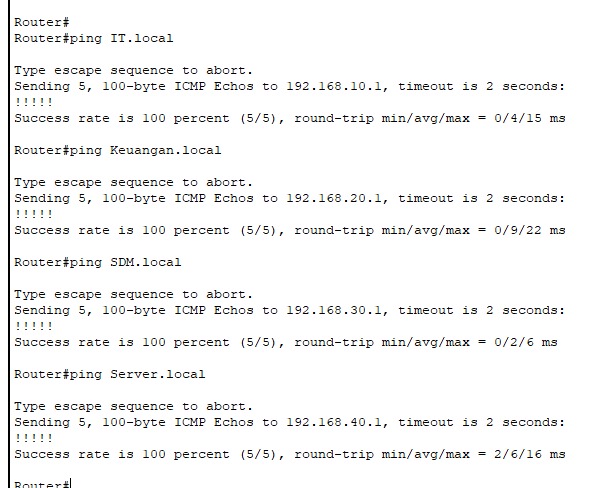 Router#
Router#ping IT.local
Type escape sequence to abort.
Sending 5, 100-byte ICMP Echos to 192.168.10.1, timeout is 2 seconds:
!!!!!
Success rate is 100 percent (5/5), round-trip min/avg/max = 0/4/15 ms
Router#ping Keuangan.local
Type escape sequence to abort.
Sending 5, 100-byte ICMP Echos to 192.168.20.1, timeout is 2 seconds:
!!!!!
Success rate is 100 percent (5/5), round-trip min/avg/max = 0/9/22 ms
Router#ping SDM.local
Type escape sequence to abort.
Sending 5, 100-byte ICMP Echos to 192.168.30.1, timeout is 2 seconds:
!!!!!
Success rate is 100 percent (5/5), round-trip min/avg/max = 0/2/6 ms
Router#ping Server.local
Type escape sequence to abort.
Sending 5, 100-byte ICMP Echos to 192.168.40.1, timeout is 2 seconds:
!!!!!
Success rate is 100 percent (5/5), round-trip min/avg/max = 2/6/16 ms
Router#